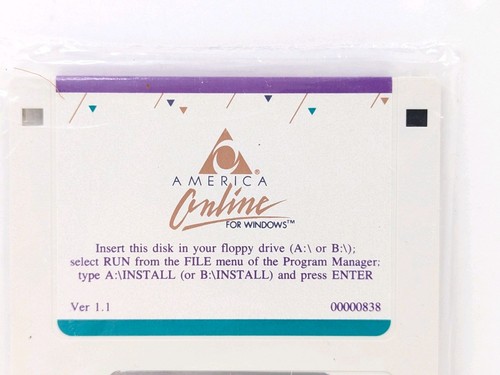 AMERICA ®
Online
FOR WINDOWS™
Insert this disk in your floppy drive (A:\ or B:\);
select RUN from the FILE menu of the Program Manager;
type A:\INSTALL (or B:\INSTALL) and press ENTER
Ver 1.1 00000838